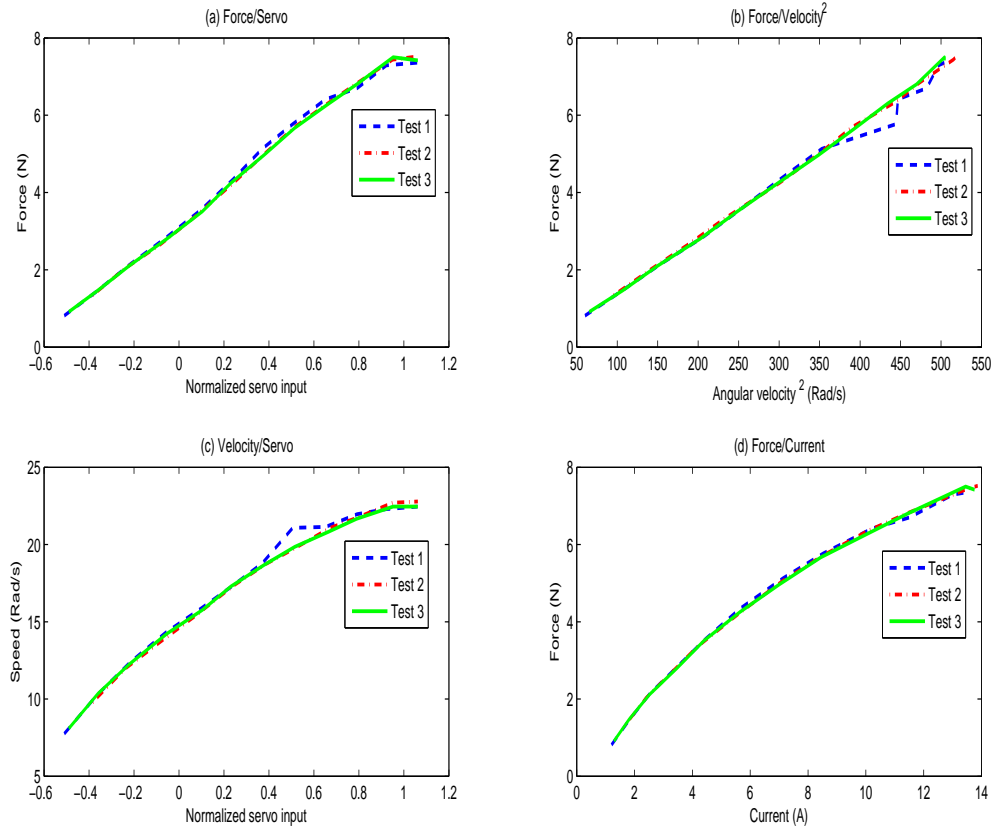 (a) Force/Servo
8
6
4
2
0
Force (N)
−0.6 −0.4 −0.2 0 0.2 0.4 0.6 0.8 1 1.2
Normalized servo input
Test 1
Test 2
Test 3
(b) Force/Velocity²
8
6
4
2
0
Force (N)
50 100 150 200 250 300 350 400 450 500 550
Angular velocity ² (Rad/s)
Test 1
Test 2
Test 3
(c) Velocity/Servo
25
20
15
10
5
Speed (Rad/s)
−0.6 −0.4 −0.2 0 0.2 0.4 0.6 0.8 1 1.2
Normalized servo input
Test 1
Test 2
Test 3
(d) Force/Current
8
6
4
2
0
Force (N)
0 2 4 6 8 10 12 14
Current (A)
Test 1
Test 2
Test 3